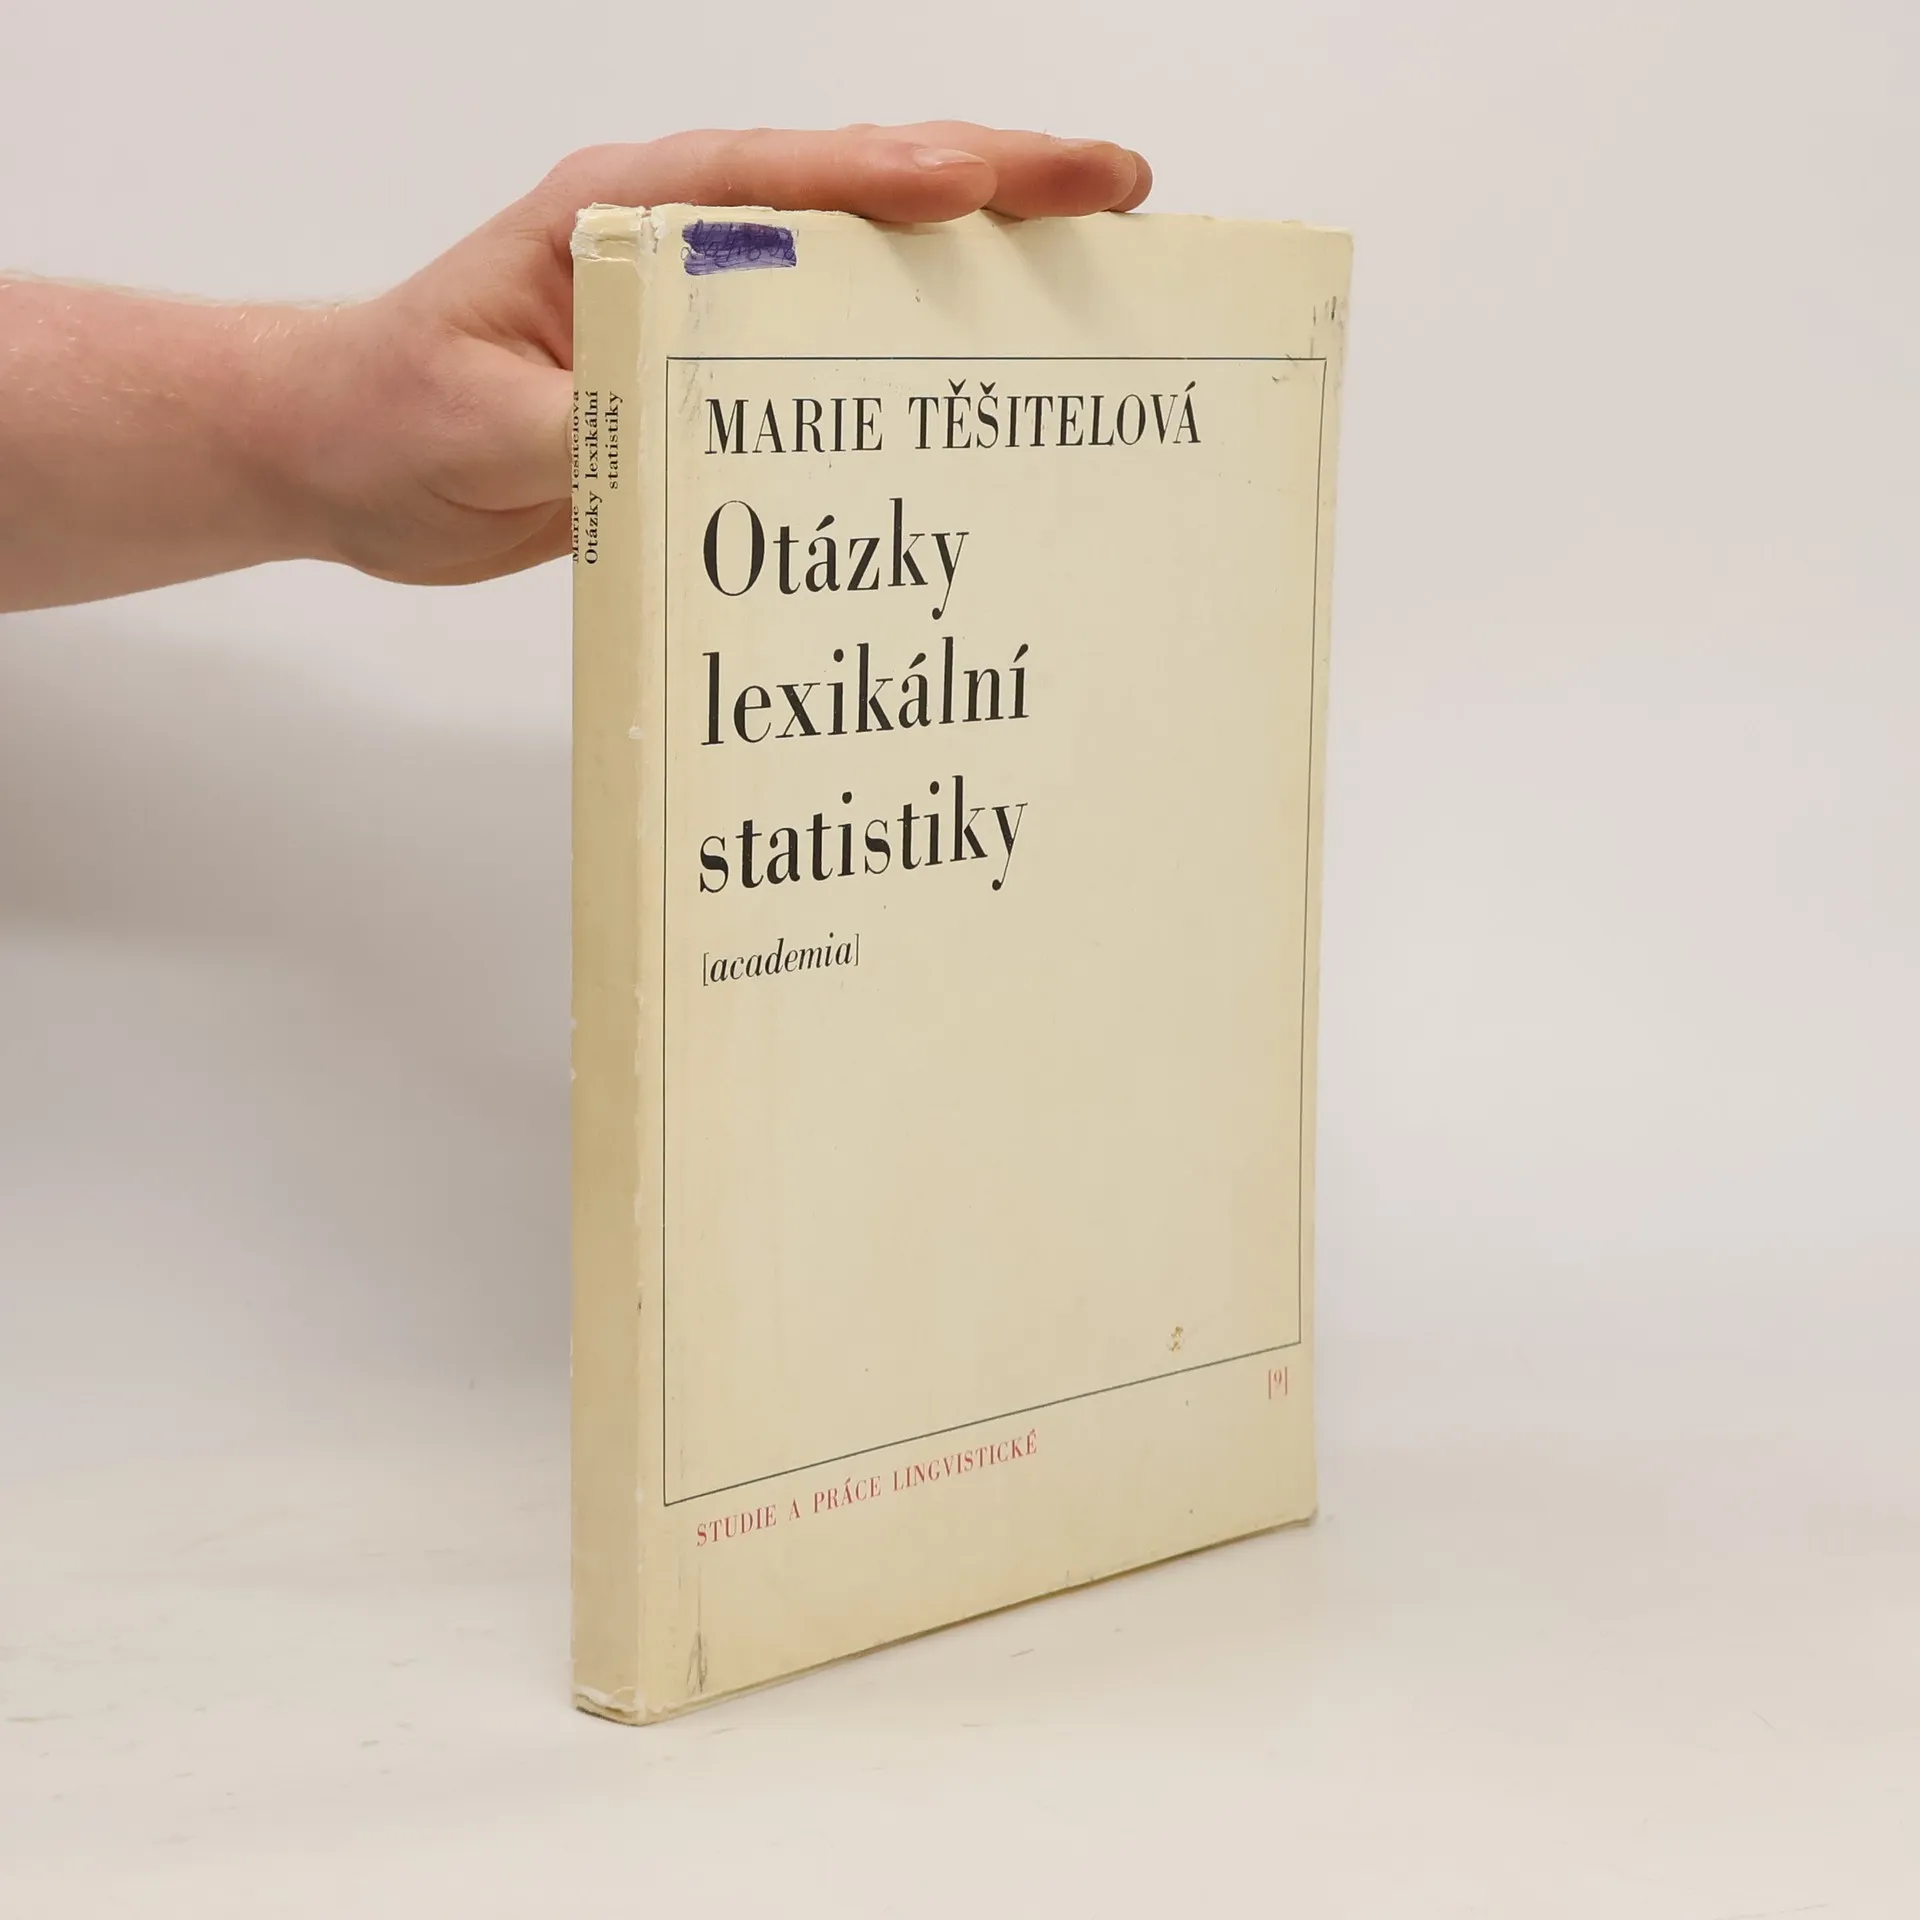 Marie Těšitelová
Otázky lexikální
statistiky
MARIE TĚŠITELOVÁ
Otázky
lexikální
statistiky
[academia]
[9]
STUDIE A PRÁCE LINGVISTICKÉ